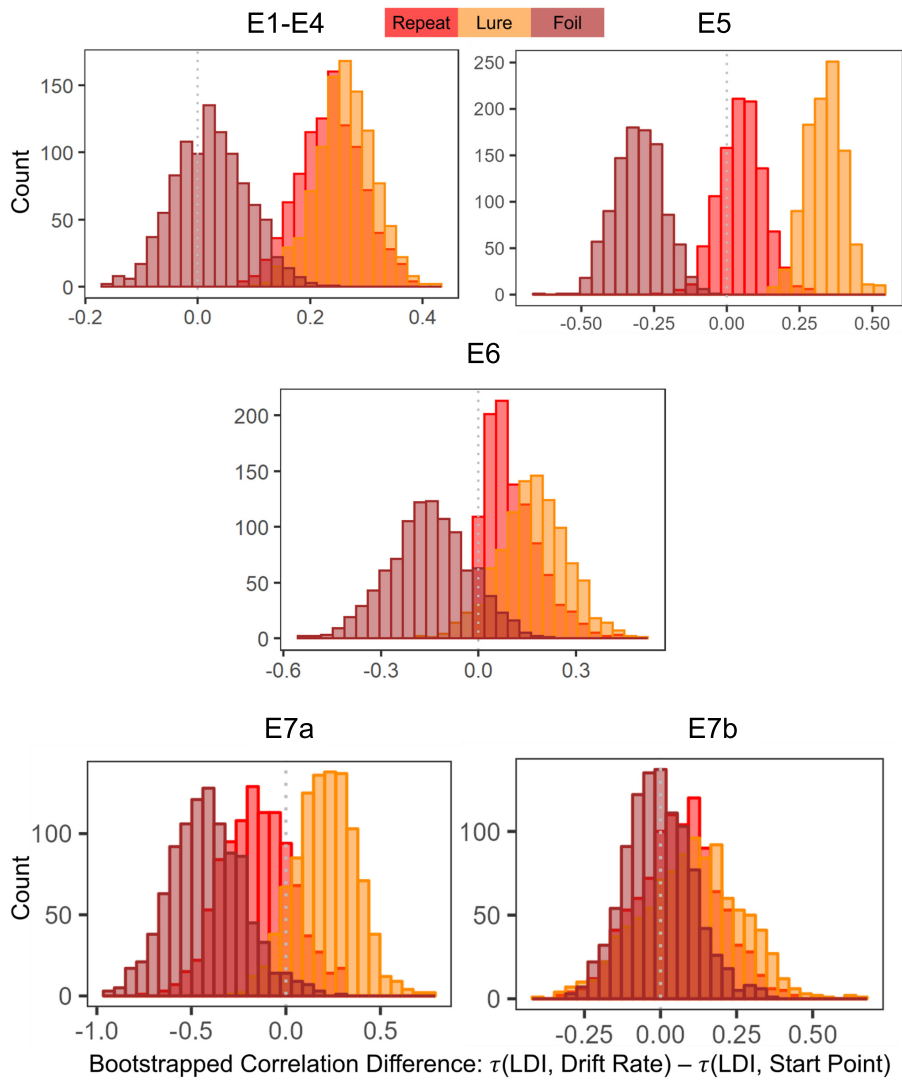 E1-E4 Repeat Lure Foil E5
Count
150
100
50
0
-0.2 0.0 0.2 0.4
250
200
150
100
50
0
-0.50 -0.25 0.00 0.25 0.50
E6
200
150
100
50
0
-0.6 -0.3 0.0 0.3
E7a E7b
Count
100
50
0
-1.0 -0.5 0.0 0.5
100
50
0
-0.25 0.00 0.25 0.50
Bootstrapped Correlation Difference: τ(LDI, Drift Rate) – τ(LDI, Start Point)